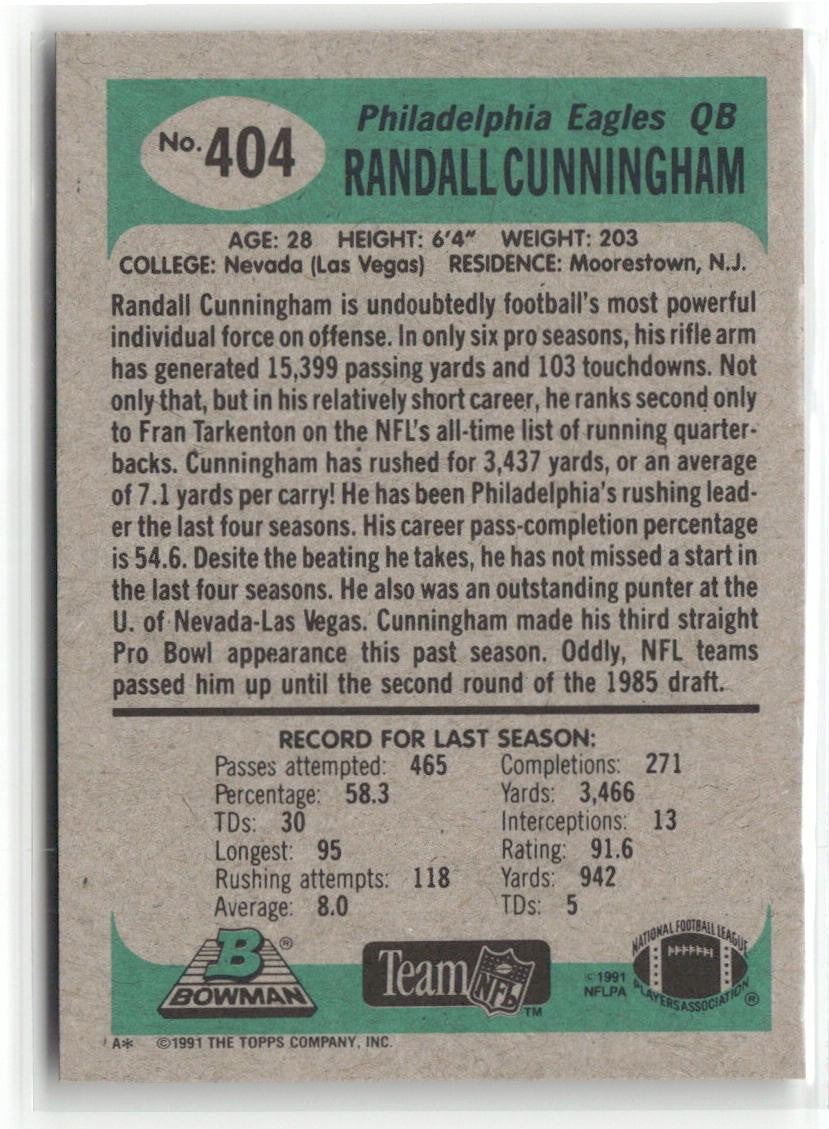 No. 404
Philadelphia Eagles QB
RANDALL CUNNINGHAM
AGE: 28 HEIGHT: 6'4" WEIGHT: 203
COLLEGE: Nevada (Las Vegas) RESIDENCE: Moorestown, N.J.
Randall Cunningham is undoubtedly football's most powerful
individual force on offense. In only six pro seasons, his rifle arm
has generated 15,399 passing yards and 103 touchdowns. Not
only that, but in his relatively short career, he ranks second only
to Fran Tarkenton on the NFL's all-time list of running quarter-
backs. Cunningham has rushed for 3,437 yards, or an average
of 7.1 yards per carry! He has been Philadelphia's rushing lead-
er the last four seasons. His career pass-completion percentage
is 54.6. Desite the beating he takes, he has not missed a start in
the last four seasons. He also was an outstanding punter at the
U. of Nevada-Las Vegas. Cunningham made his third straight
Pro Bowl appearance this past season. Oddly, NFL teams
passed him up until the second round of the 1985 draft.
RECORD FOR LAST SEASON:
Passes attempted: 465 Completions: 271
Percentage: 58.3 Yards: 3,466
TDs: 30 Interceptions: 13
Longest: 95 Rating: 91.6
Rushing attempts: 118 Yards: 942
Average: 8.0 TDs: 5
B ®
BOWMAN
Team NFL ™
© 1991
NFLPA
NATIONAL FOOTBALL LEAGUE
PLAYERS ASSOCIATION ®
A* ©1991 THE TOPPS COMPANY, INC.